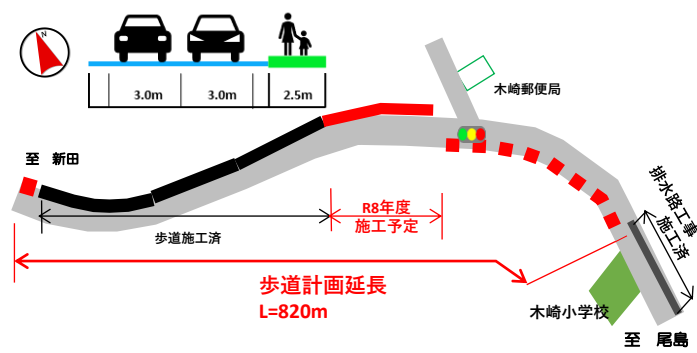 3.0m
3.0m
2.5m
木崎郵便局
至 新田
R8年度
施工予定
歩道施工済
排水路工事
施工済
歩道計画延長
L=820m
木崎小学校
至 尾島